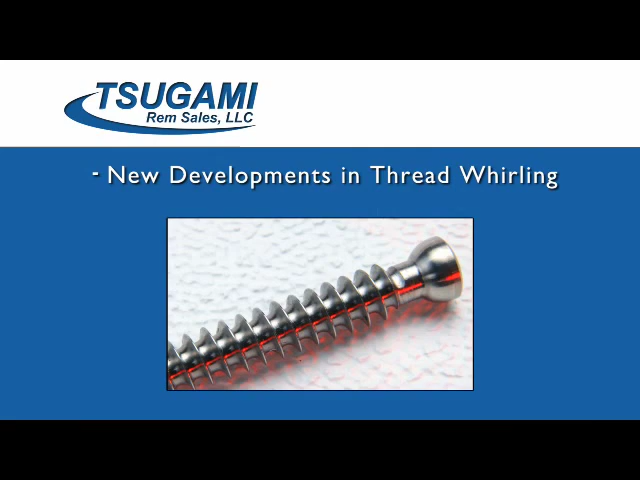 TSUGAMI
Rem Sales, LLC
- New Developments in Thread Whirling